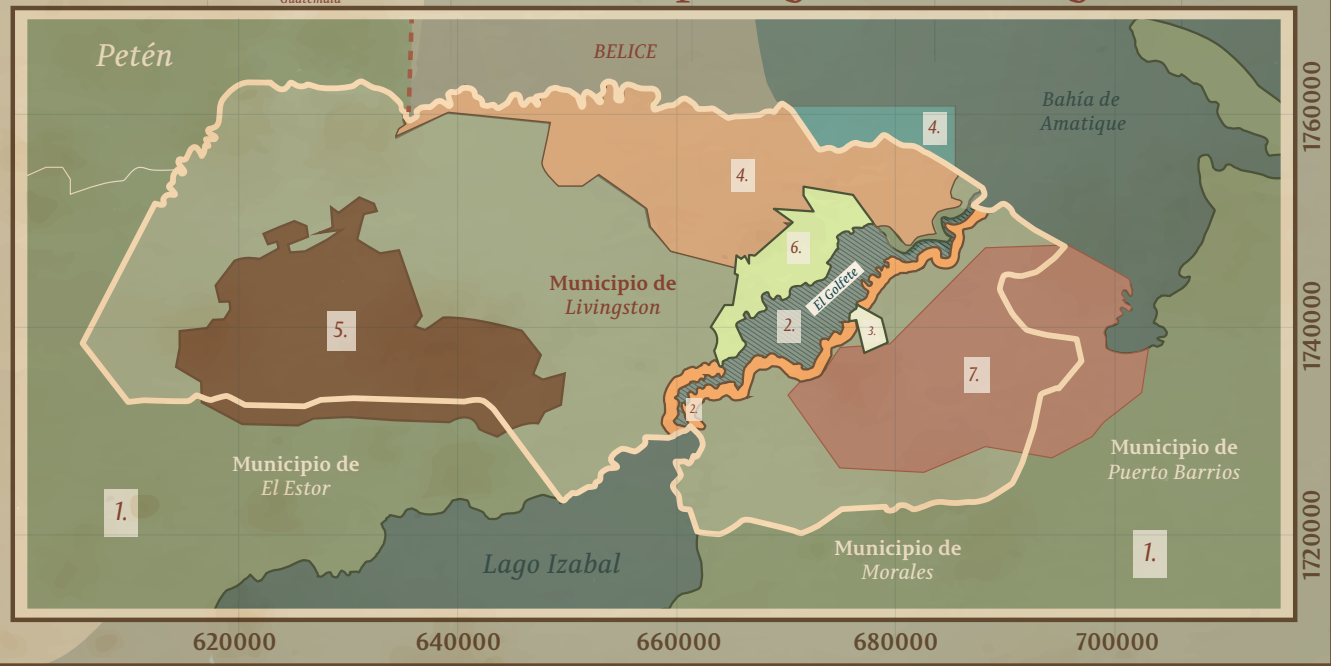 Guatemala
Petén
BELICE
Bahía de
Amatique
1760000
4.
4.
6.
El Golfete
Municipio de
Livingston
5.
2.
3.
1740000
7.
2.
Municipio de
El Estor
Municipio de
Puerto Barrios
1.
1720000
Lago Izabal
Municipio de
Morales
1.
620000
640000
660000
680000
700000